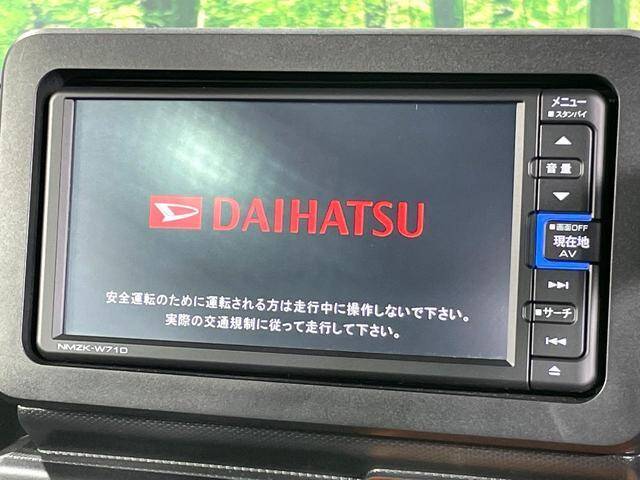 DAIHATSU
安全運転のために運転される方は走行中に操作しないで下さい。
実際の交通規制に従って走行して下さい。
NMZK-W71D
メニュー
■スタンバイ
音量
■画面OFF
現在地
AV
■サーチ